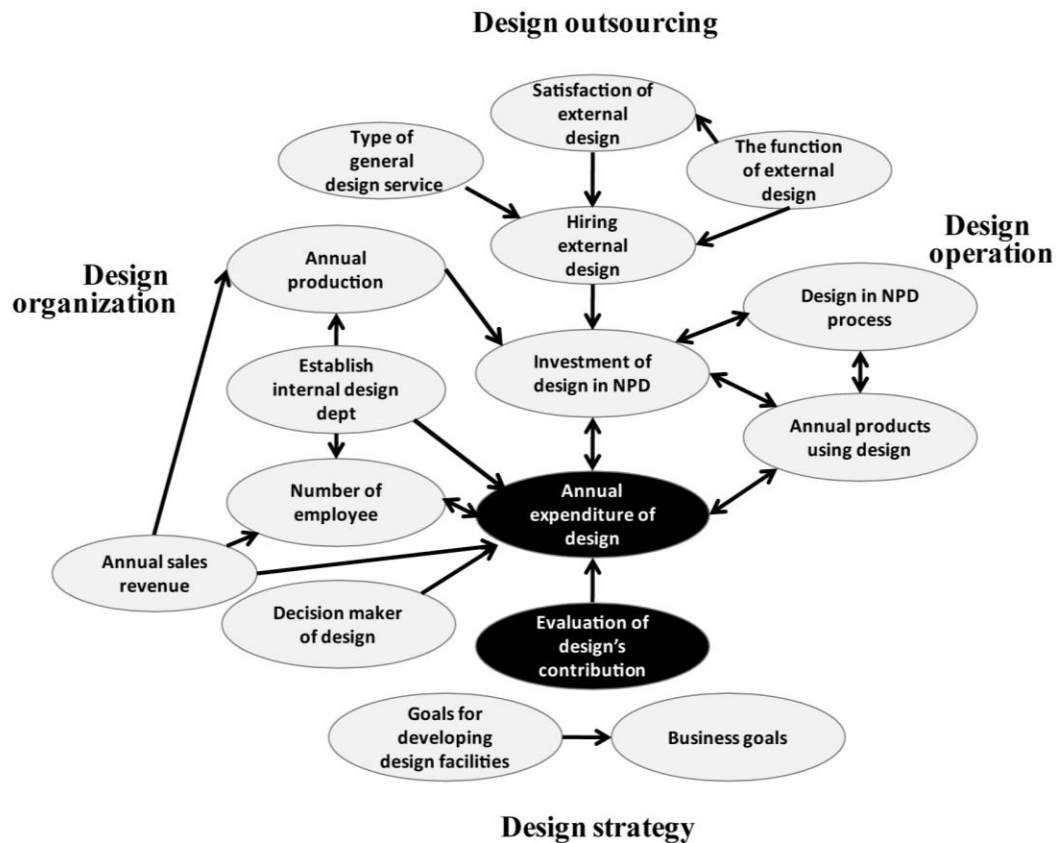 Design outsourcing
Satisfaction of
external
design
Type of
general
design service
The function
of external
design
Hiring
external
design
Design
operation
Design
organization
Annual
production
Design in NPD
process
Establish
internal design
dept
Investment of
design in NPD
Annual products
using design
Number of
employee
Annual
expenditure of
design
Annual sales
revenue
Decision maker
of design
Evaluation of
design's
contribution
Goals for
developing
design facilities
Business goals
Design strategy